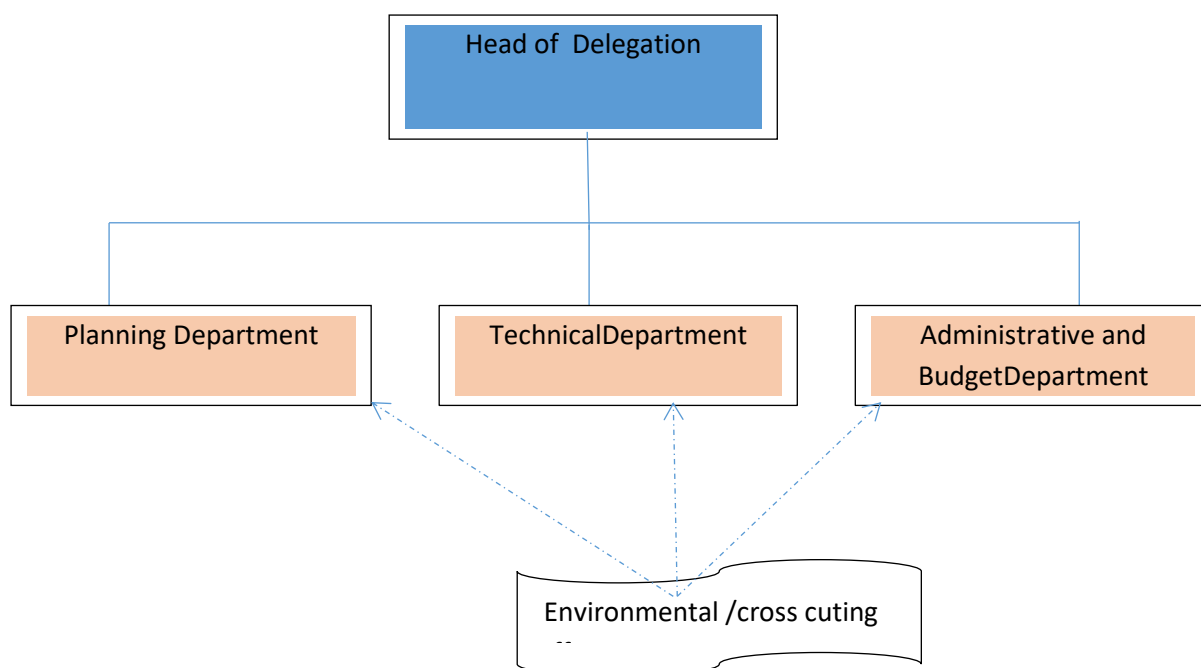 Head of  Delegation
Planning Department
TechnicalDepartment
Administrative and
BudgetDepartment
Environmental /cross cuting